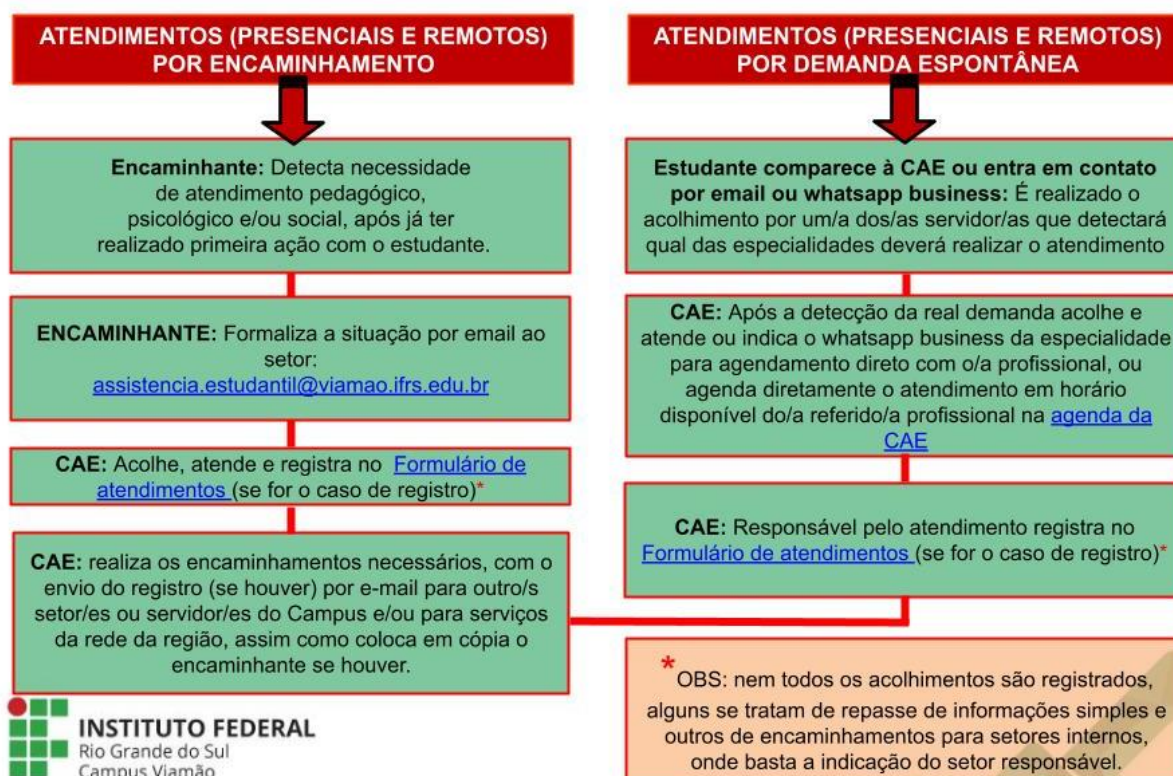 ATENDIMENTOS (PRESENCIAIS E REMOTOS)
POR ENCAMINHAMENTO
Encaminhante: Detecta necessidade
de atendimento pedagógico,
psicológico e/ou social, após já ter
realizado primeira ação com o estudante.
ENCAMINHANTE: Formaliza a situação por email ao
setor:
assistencia.estudantil@viamao.ifrs.edu.br
CAE: Acolhe, atende e registra no Formulário de
atendimentos (se for o caso de registro)*
CAE: realiza os encaminhamentos necessários, com o
envio do registro (se houver) por e-mail para outro/s
setor/es ou servidor/es do Campus e/ou para serviços
da rede da região, assim como coloca em cópia o
encaminhante se houver.
ATENDIMENTOS (PRESENCIAIS E REMOTOS)
POR DEMANDA ESPONTÂNEA
Estudante comparece à CAE ou entra em contato
por email ou whatsapp business: É realizado o
acolhimento por um/a dos/as servidor/as que detectará
qual das especialidades deverá realizar o atendimento
CAE: Após a detecção da real demanda acolhe e
atende ou indica o whatsapp business da especialidade
para agendamento direto com o/a profissional, ou
agenda diretamente o atendimento em horário
disponível do/a referido/a profissional na agenda da
CAE
CAE: Responsável pelo atendimento registra no
Formulário de atendimentos (se for o caso de registro)*
*OBS: nem todos os acolhimentos são registrados,
alguns se tratam de repasse de informações simples e
outros de encaminhamentos para setores internos,
onde basta a indicação do setor responsável.
INSTITUTO FEDERAL
Rio Grande do Sul
Campus Viamão